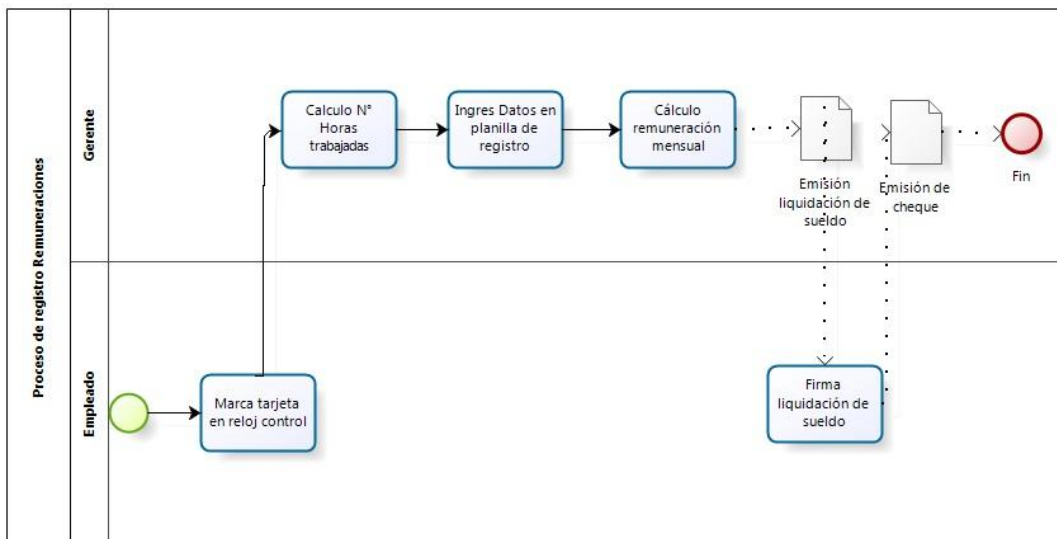 Proceso de registro Remuneraciones
Gerente
Calculo N°
Horas
trabajadas
Ingres Datos en
planilla de
registro
Cálculo
remuneración
mensual
Emisión
liquidación de
sueldo
Emisión de
cheque
Fin
Empleado
Marca tarjeta
en reloj control
Firma
liquidación de
sueldo